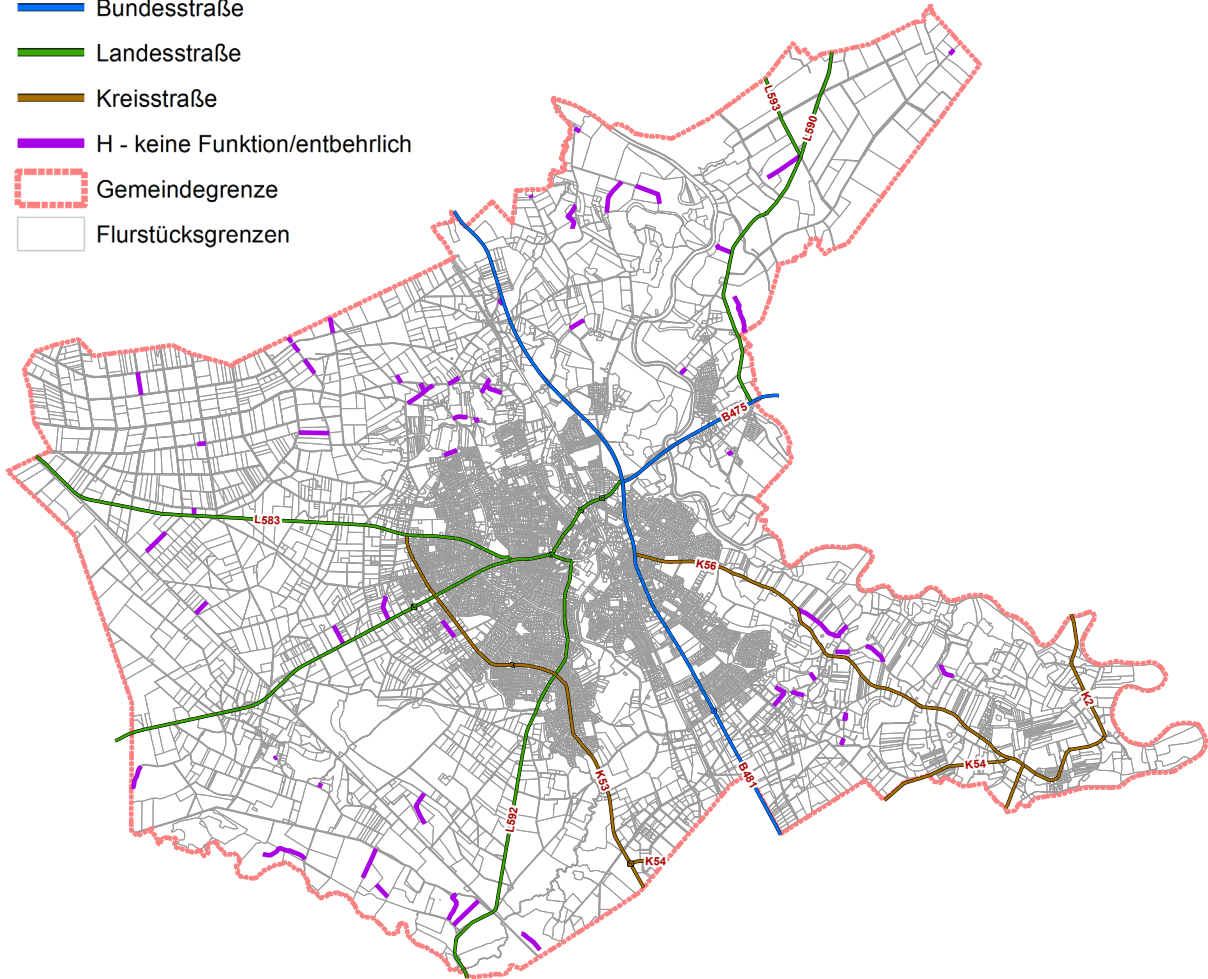 Bundesstraße
Landesstraße
Kreisstraße
H - keine Funktion/entbehrlich
Gemeindegrenze
Flurstücksgrenzen
L593
L590
B475
L583
K56
K2
K54
B481
K53
L592
K54